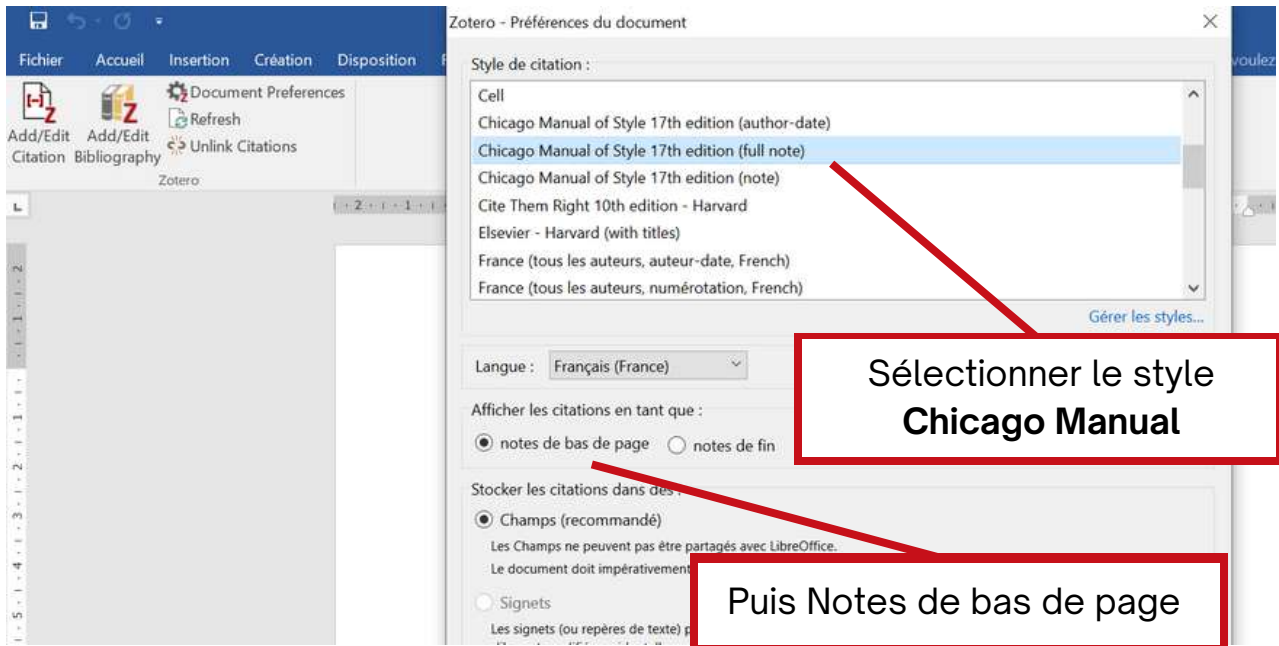 Zotero - Préférences du document
Fichier Accueil Insertion Création Disposition
voulez
Document Preferences
Refresh
Unlink Citations
Add/Edit Citation
Add/Edit Bibliography
Zotero
Style de citation :
Cell
Chicago Manual of Style 17th edition (author-date)
Chicago Manual of Style 17th edition (full note)
Chicago Manual of Style 17th edition (note)
Cite Them Right 10th edition - Harvard
Elsevier - Harvard (with titles)
France (tous les auteurs, auteur-date, French)
France (tous les auteurs, numérotation, French)
Gérer les styles...
Langue : Français (France)
Sélectionner le style
Chicago Manual
Afficher les citations en tant que :
notes de bas de page notes de fin
Stocker les citations dans des :
Champs (recommandé)
Les Champs ne peuvent pas être partagés avec LibreOffice.
Le document doit impérativement
Puis Notes de bas de page
Signets
Les signets (ou repères de texte)